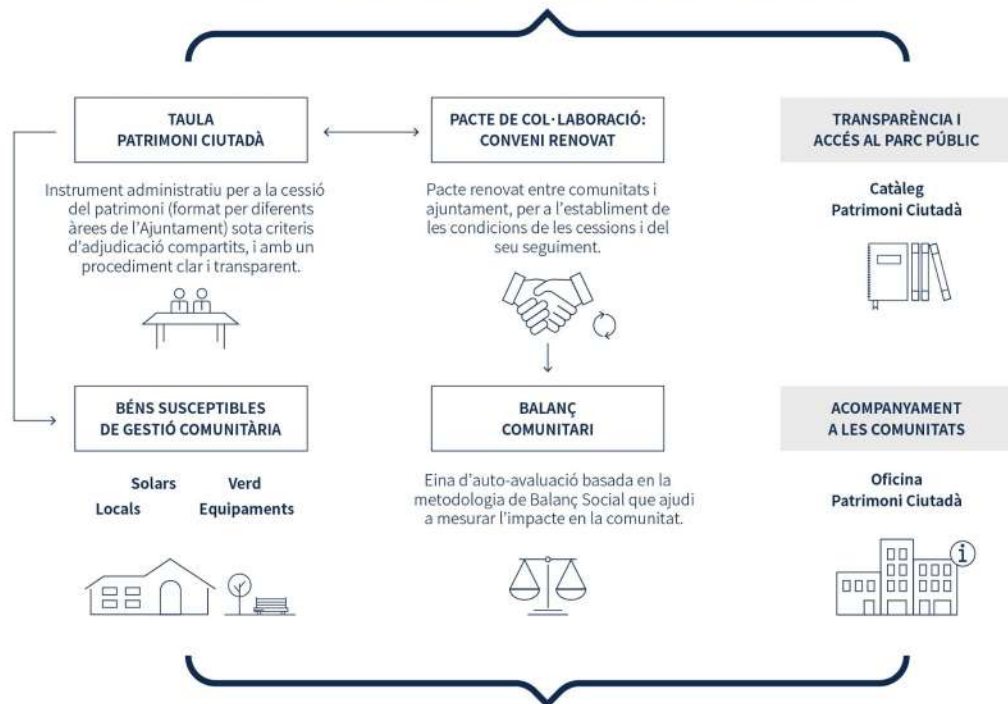 TAULA
PATRIMONI CIUTADÀ
Instrument administratiu per a la cessió
del patrimoni (format per diferents
àrees de l'Ajuntament) sota criteris
d'adjudicació compartits, i amb un
procediment clar i transparent.
PACTE DE COL·LABORACIÓ:
CONVENI RENOVAT
Pacte renovat entre comunitats i
ajuntament, per a l'establiment de
les condicions de les cessions i del
seu seguiment.
TRANSPARÈNCIA I
ACCÉS AL PARC PÚBLIC
Catàleg
Patrimoni Ciutadà
BÉNS SUSCEPTIBLES
DE GESTIÓ COMUNITÀRIA
Solars Verd
Locals Equipaments
BALANÇ
COMUNITARI
Eina d'auto-avaluació basada en la
metodologia de Balanç Social que ajudi
a mesurar l'impacte en la comunitat.
ACOMPANYAMENT
A LES COMUNITATS
Oficina
Patrimoni Ciutadà
i